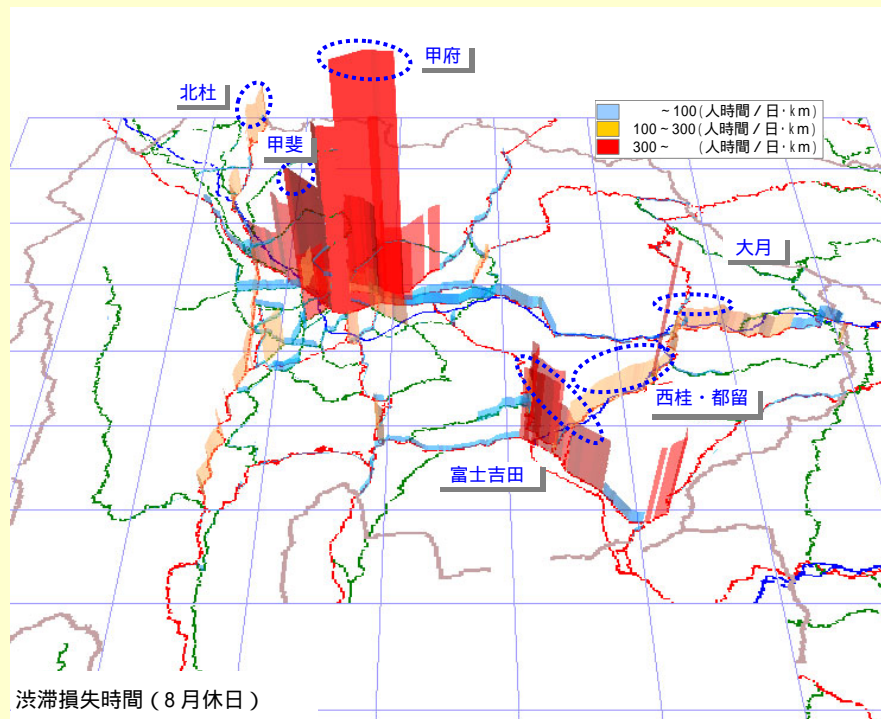 甲府
北杜
甲斐
~100(人時間/日・km)
100~300(人時間/日・km)
300~ (人時間/日・km)
大月
西桂・都留
富士吉田
渋滞損失時間(8月休日)